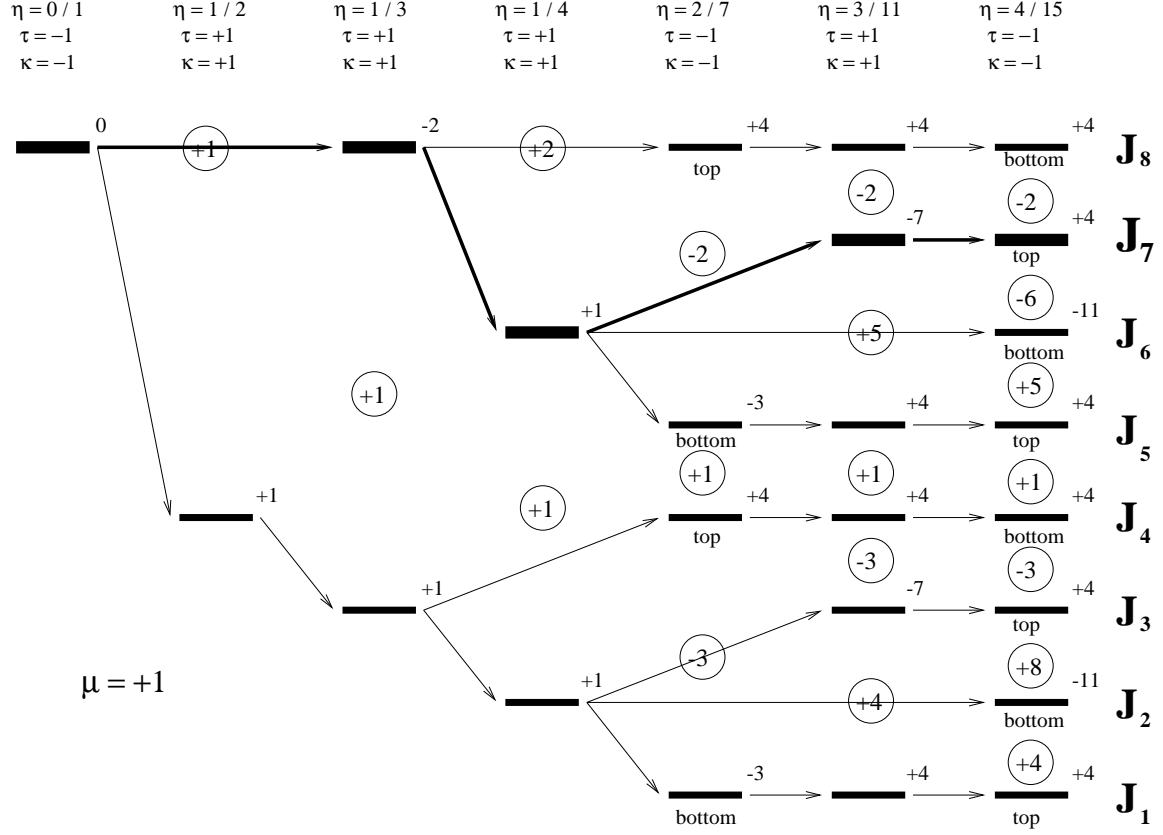 η = 0 / 1 η = 1 / 2 η = 1 / 3 η = 1 / 4 η = 2 / 7 η = 3 / 11 η = 4 / 15
τ = −1 τ = +1 τ = +1 τ = +1 τ = −1 τ = +1 τ = −1
κ = −1 κ = +1 κ = +1 κ = +1 κ = −1 κ = +1 κ = −1
0 -2 +4 +4 +4
+1 +2 J8
top bottom
-2 -2
-7 +4
J7
-2 top
-6
+1 -11
+5 J6
bottom
+1 +5
-3 +4 +4
J5
bottom top
+1 +1 +1
+1 +4 +4 +4
+1 J4
top bottom
-3 -3
+1 -7 +4
J3
top
-3 +8
μ = +1
+1 -11
+4 J2
bottom
+4
-3 +4 +4
J1
bottom top